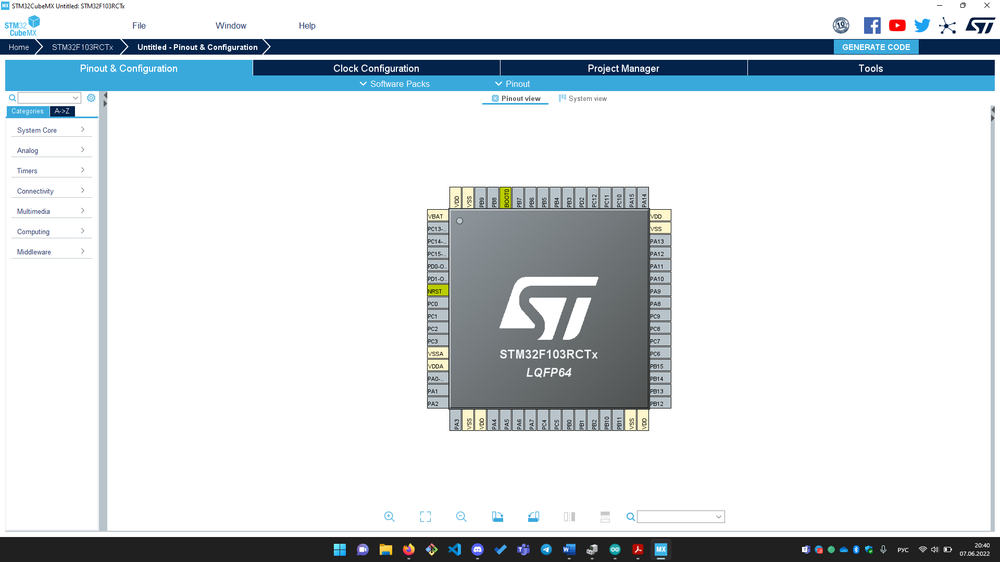 MX STM32CubeMX Untitled: STM32F103RCTx
STM32
CubeMX
File Window Help
10
Home STM32F103RCTx Untitled - Pinout & Configuration GENERATE CODE
Pinout & Configuration Clock Configuration Project Manager Tools
Software Packs Pinout
Pinout view System view
Categories A->Z
System Core
Analog
Timers
Connectivity
Multimedia
Computing
Middleware
VDD VSS PB9 PB8 BOOT0 PB7 PB6 PB5 PB4 PB3 PD2 PC12 PC11 PC10 PA15 PA14
VBAT VDD
PC13-.. VSS
PC14-.. PA13
PC15-.. PA12
PD0-O.. PA11
PD1-O.. PA10
NRST PA9
PC0 PA8
PC1 PC9
PC2 PC8
PC3 PC7
VSSA PC6
VDDA PB15
PA0-.. PB14
PA1 PB13
PA2 PB12
ST
STM32F103RCTx
LQFP64
PA3 VSS VDD PA4 PA5 PA6 PA7 PC4 PC5 PB0 PB1 PB2 PB10 PB11 VSS VDD
MX
РУС
20:40
07.06.2022